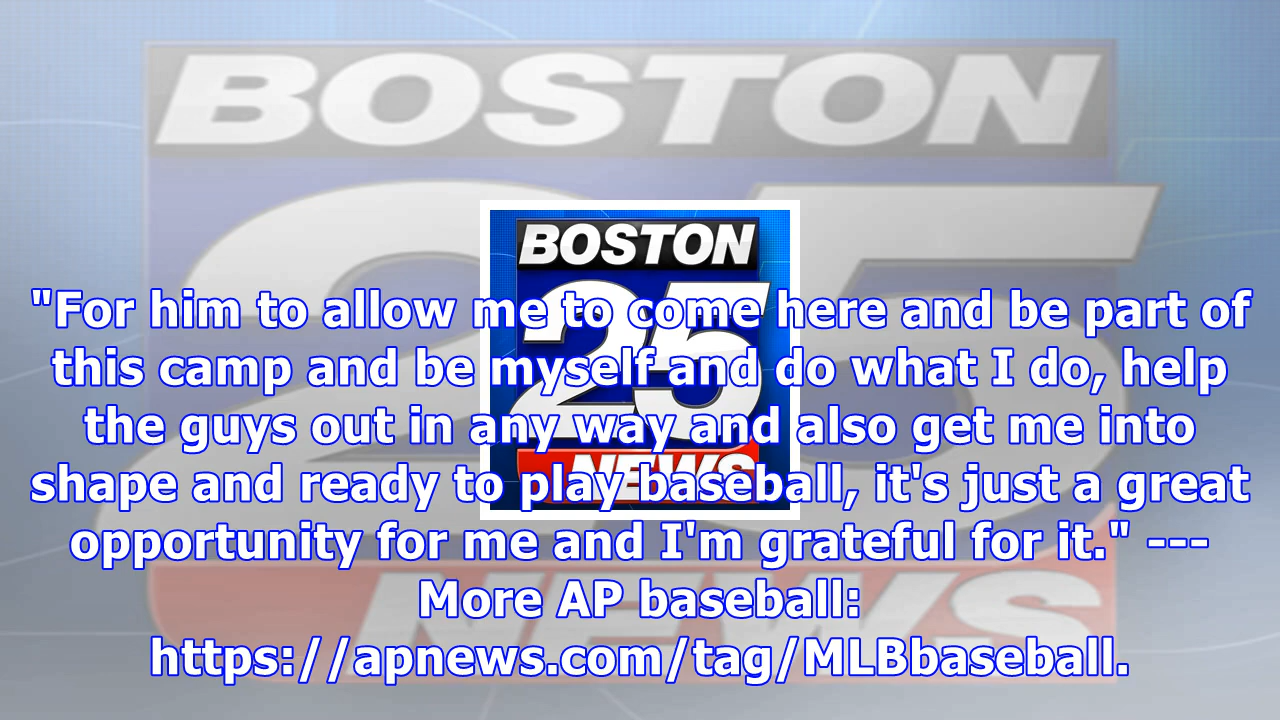 BOSTON
25
NEWS
BOSTON
25
NEWS
"For him to allow me to come here and be part of
this camp and be myself and do what I do, help
the guys out in any way and also get me into
shape and ready to play baseball, it's just a great
opportunity for me and I'm grateful for it." ---
More AP baseball:
https://apnews.com/tag/MLBbaseball.